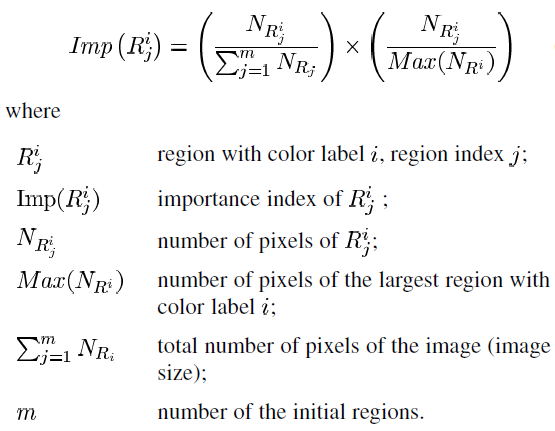 Imp(R_j^i) = (N_{R_j^i} / \sum_{j=1}^{m} N_{R_j}) × (N_{R_j^i} / Max(N_{R^i}))
where
R_j^i region with color label i, region index j;
Imp(R_j^i) importance index of R_j^i ;
N_{R_j^i} number of pixels of R_j^i;
Max(N_{R^i}) number of pixels of the largest region with
color label i;
\sum_{j=1}^{m} N_{R_i} total number of pixels of the image (image
size);
m number of the initial regions.